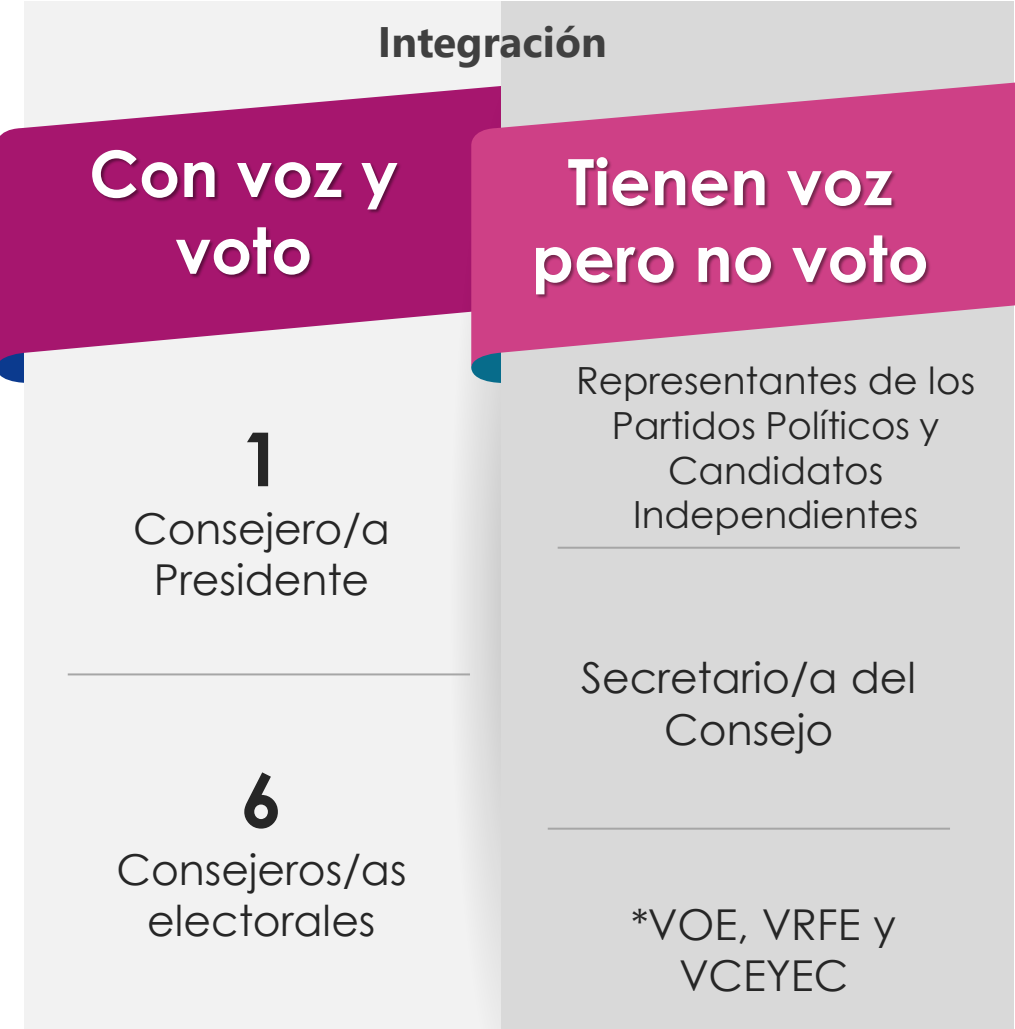 Integración
Con voz y
voto
1
Consejero/a
Presidente
6
Consejeros/as
electorales
Tienen voz
pero no voto
Representantes de los
Partidos Políticos y
Candidatos
Independientes
Secretario/a del
Consejo
*VOE, VRFE y
VCEYEC